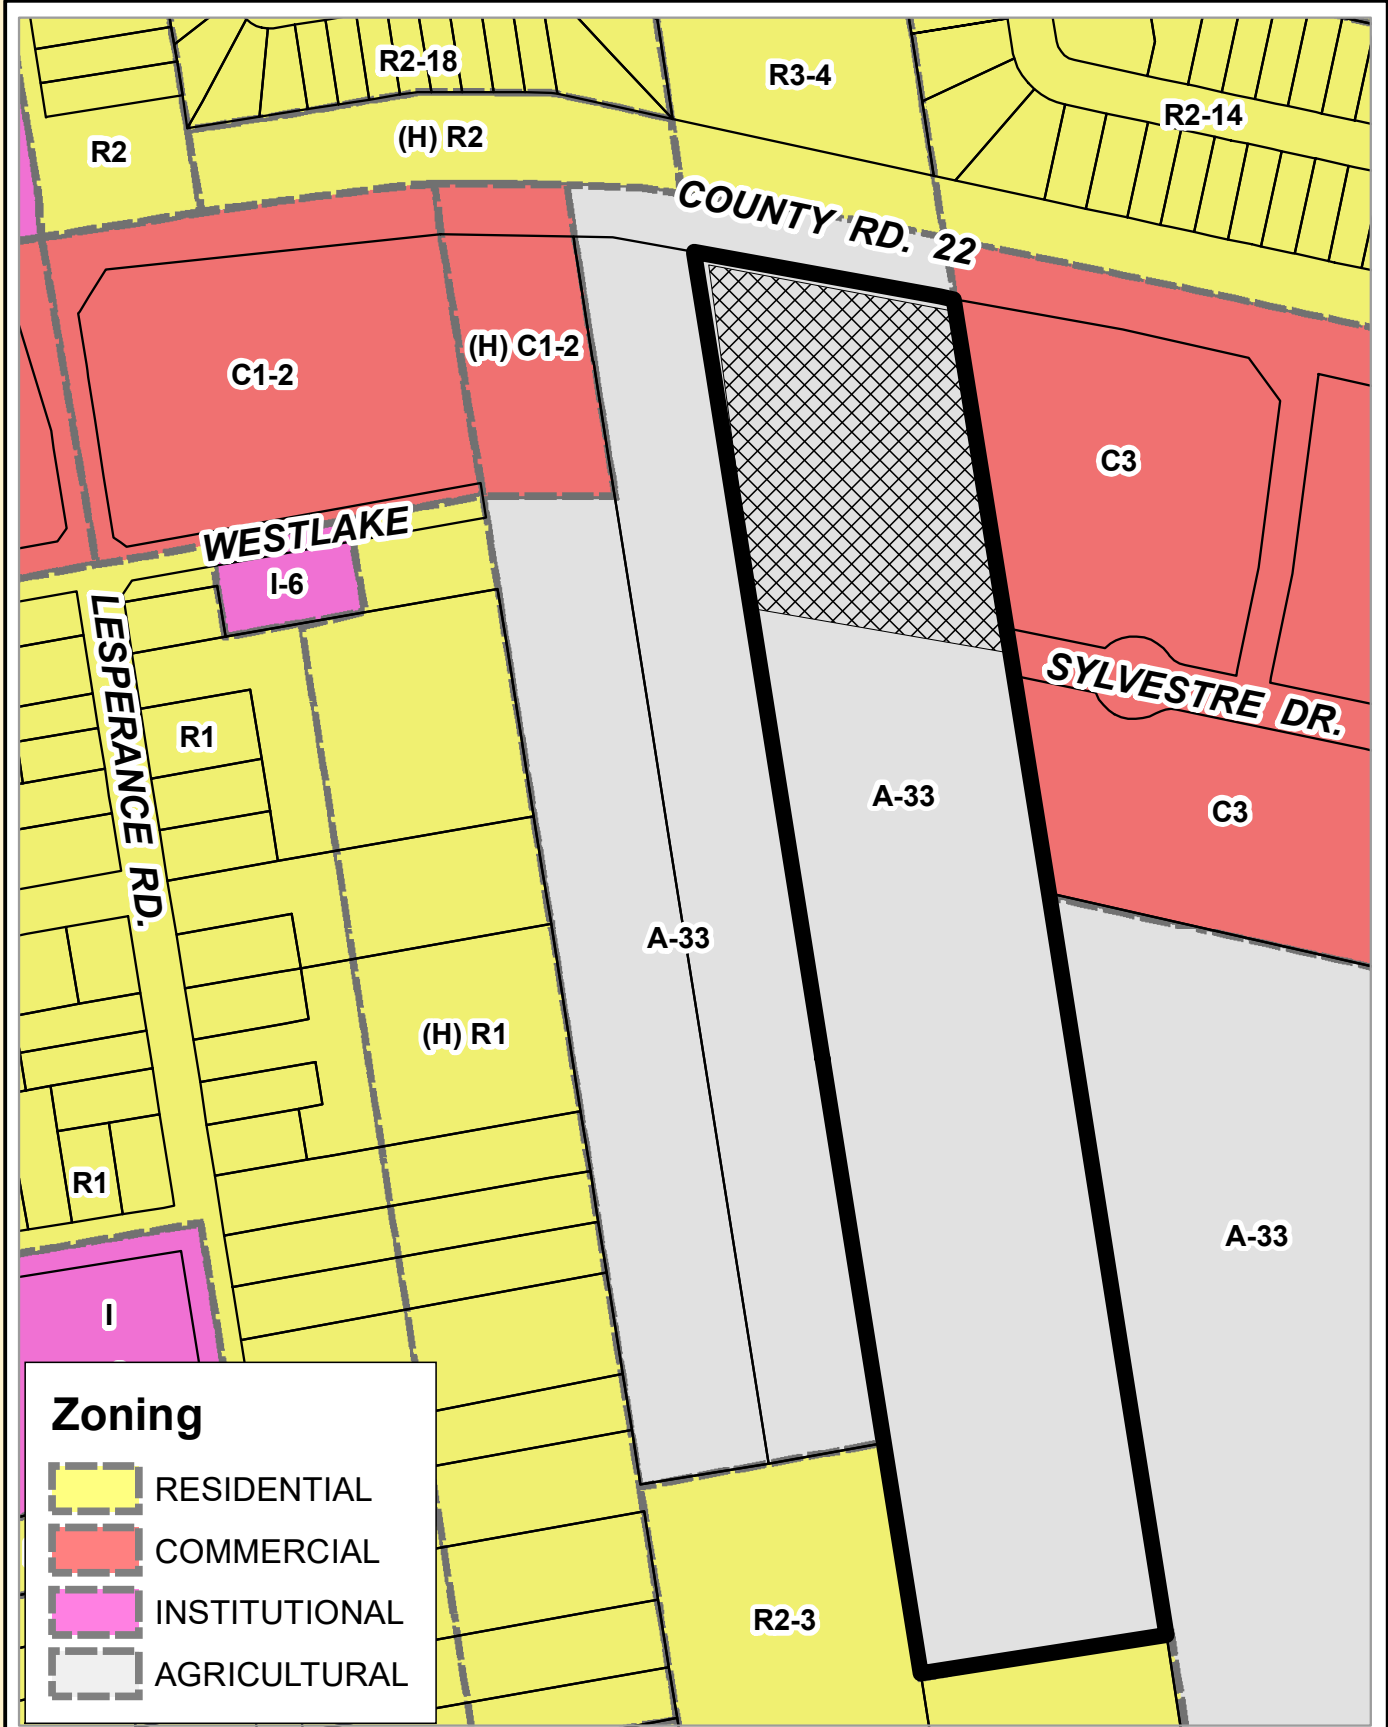 R2-18
R3-4
R2-14
R2
(H) R2
COUNTY RD. 22
(H) C1-2
C1-2
C3
WESTLAKE
I-6
LESPERANCE RD.
SYLVESTRE DR.
R1
A-33
C3
A-33
(H) R1
R1
A-33
I
Zoning
RESIDENTIAL
COMMERCIAL
INSTITUTIONAL
AGRICULTURAL
R2-3